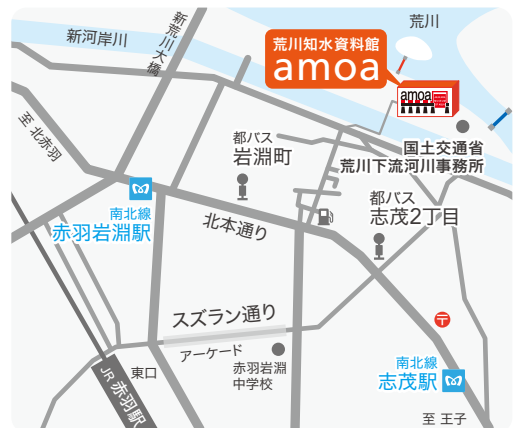 荒川
新荒川大橋
新河岸川
荒川知水資料館
amoa
amoa
至 北赤羽
都バス
岩淵町
国土交通省
荒川下流河川事務所
都バス
志茂2丁目
南北線
赤羽岩淵駅
北本通り
スズラン通り
アーケード
赤羽岩淵
中学校
東口
JR 赤羽駅
〒
南北線
志茂駅
至 王子